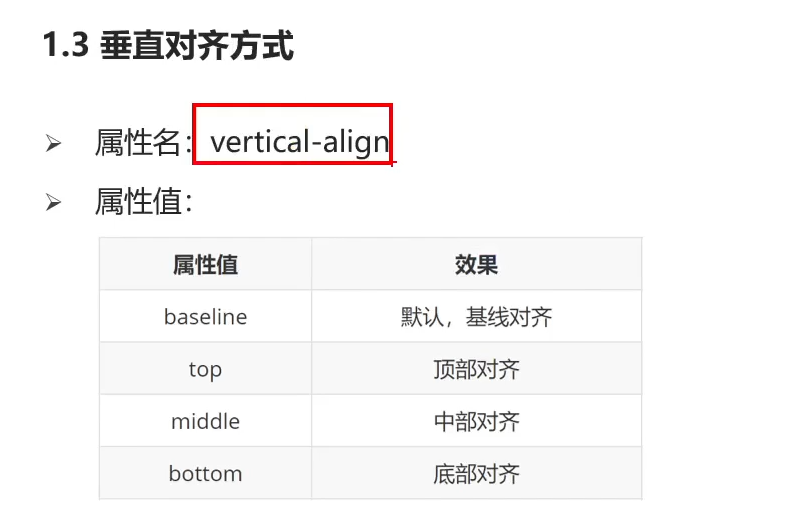 1.3 垂直对齐方式
属性名：vertical-align
属性值：
属性值 效果
baseline 默认，基线对齐
top 顶部对齐
middle 中部对齐
bottom 底部对齐